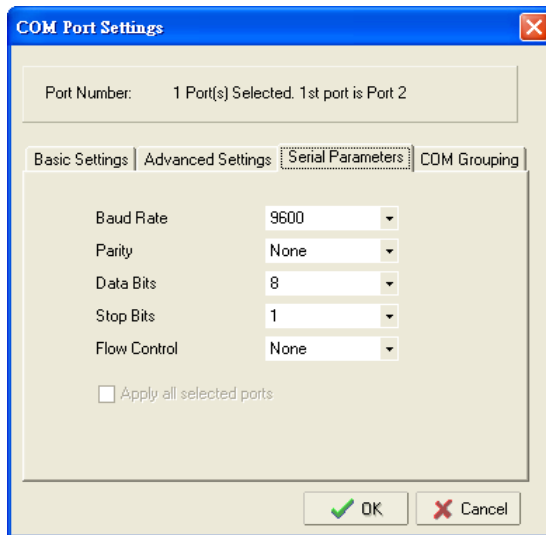 COM Port Settings
Port Number: 1 Port(s) Selected. 1st port is Port 2
Basic Settings Advanced Settings Serial Parameters COM Grouping
Baud Rate 9600
Parity None
Data Bits 8
Stop Bits 1
Flow Control None
Apply all selected ports
OK Cancel